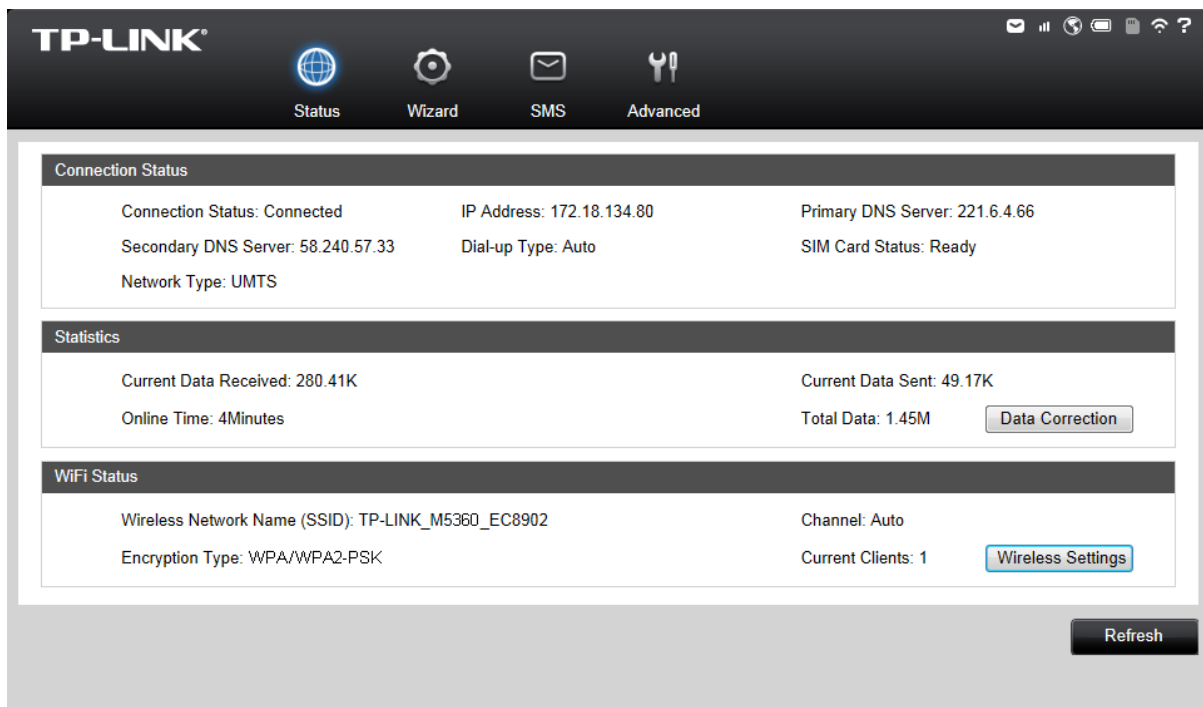 TP-LINK®
?
Status Wizard SMS Advanced
Connection Status
Connection Status: Connected IP Address: 172.18.134.80 Primary DNS Server: 221.6.4.66
Secondary DNS Server: 58.240.57.33 Dial-up Type: Auto SIM Card Status: Ready
Network Type: UMTS
Statistics
Current Data Received: 280.41K Current Data Sent: 49.17K
Online Time: 4Minutes Total Data: 1.45M Data Correction
WiFi Status
Wireless Network Name (SSID): TP-LINK_M5360_EC8902 Channel: Auto
Encryption Type: WPA/WPA2-PSK Current Clients: 1 Wireless Settings
Refresh